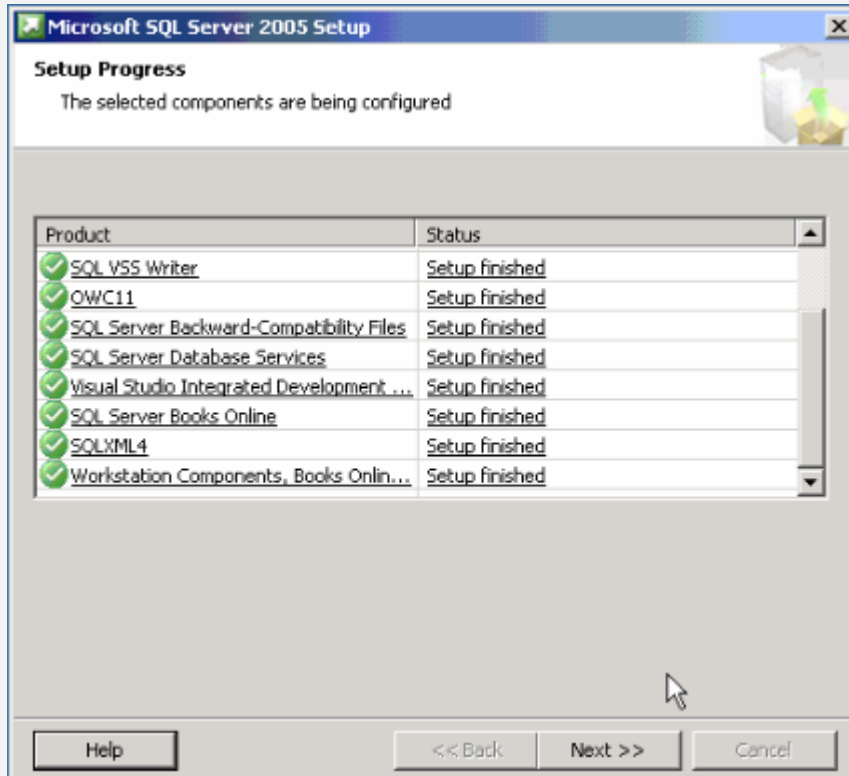 Microsoft SQL Server 2005 Setup
Setup Progress
The selected components are being configured
Product Status
SQL VSS Writer Setup finished
OWC11 Setup finished
SQL Server Backward-Compatibility Files Setup finished
SQL Server Database Services Setup finished
Visual Studio Integrated Development ... Setup finished
SQL Server Books Online Setup finished
SQLXML4 Setup finished
Workstation Components, Books Onlin... Setup finished
Help << Back Next >> Cancel